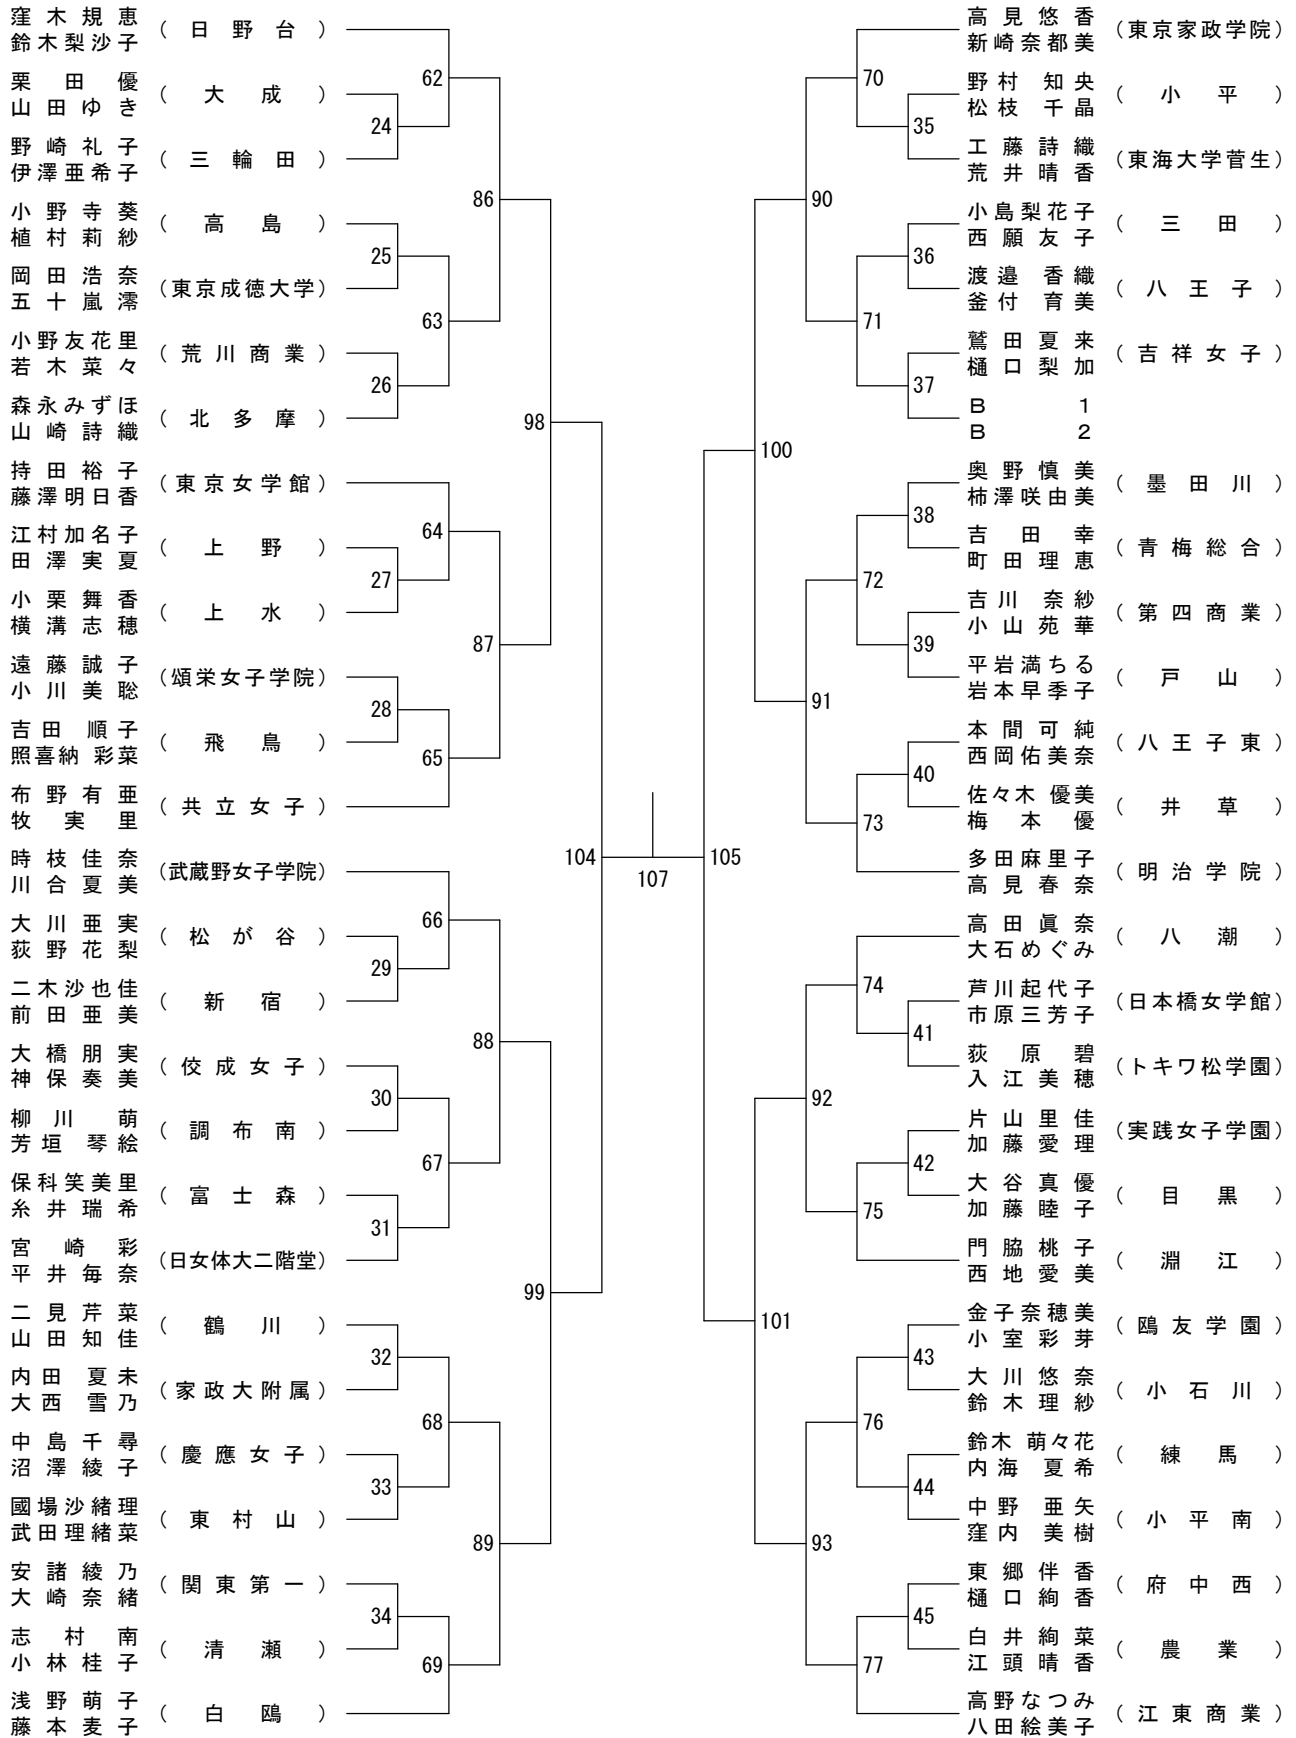 窪木規恵
鈴木梨沙子
（日野台）
栗田優
山田ゆき
（大成）
野崎礼子
伊澤亜希子
（三輪田）
小野寺葵
植村莉紗
（高島）
岡田浩奈
五十嵐澪
（東京成徳大学）
小野友花里
若木菜々
（荒川商業）
森永みずほ
山崎詩織
（北多摩）
持田裕子
藤澤明日香
（東京女学館）
江村加名子
田澤実夏
（上野）
小栗舞香
横溝志穂
（上水）
遠藤誠子
小川美聡
（頌栄女子学院）
吉田順子
照喜納 彩菜
（飛鳥）
布野有亜
牧実里
（共立女子）
時枝佳奈
川合夏美
（武蔵野女子学院）
大川亜実
荻野花梨
（松が谷）
二木沙也佳
前田亜美
（新宿）
大橋朋実
神保奏美
（佼成女子）
柳川萌
芳垣琴絵
（調布南）
保科笑美里
糸井瑞希
（富士森）
宮崎彩
平井毎奈
（日女体大二階堂）
二見芹菜
山田知佳
（鶴川）
内田夏未
大西雪乃
（家政大附属）
中島千尋
沼澤綾子
（慶應女子）
國場沙緒理
武田理緒菜
（東村山）
安諸綾乃
大崎奈緒
（関東第一）
志村南
小林桂子
（清瀬）
浅野萌子
藤本麦子
（白鴎）
62
24
86
25
63
26
98
64
27
87
28
65
104
66
29
88
30
67
31
99
32
68
33
89
34
69
107
105
70
35
90
36
71
37
100
38
72
39
91
40
73
74
41
92
42
75
101
43
76
44
93
45
77
高見悠香
新崎奈都美
（東京家政学院）
野村知央
松枝千晶
（小平）
工藤詩織
荒井晴香
（東海大学菅生）
小島梨花子
西願友子
（三田）
渡邉香織
釜付育美
（八王子）
鷲田夏来
樋口梨加
（吉祥女子）
Ｂ　１
Ｂ　２
奥野慎美
柿澤咲由美
（墨田川）
吉田幸
町田理恵
（青梅総合）
吉川奈紗
小山苑華
（第四商業）
平岩満ちる
岩本早季子
（戸山）
本間可純
西岡佑美奈
（八王子東）
佐々木 優美
梅本優
（井草）
多田麻里子
高見春奈
（明治学院）
高田眞奈
大石めぐみ
（八潮）
芦川起代子
市原三芳子
（日本橋女学館）
荻原碧
入江美穂
（トキワ松学園）
片山里佳
加藤愛理
（実践女子学園）
大谷真優
加藤睦子
（目黒）
門脇桃子
西地愛美
（淵江）
金子奈穂美
小室彩芽
（鴎友学園）
大川悠奈
鈴木理紗
（小石川）
鈴木 萌々花
内海夏希
（練馬）
中野亜矢
窪内美樹
（小平南）
東郷伴香
樋口絢香
（府中西）
白井絢菜
江頭晴香
（農業）
高野なつみ
八田絵美子
（江東商業）